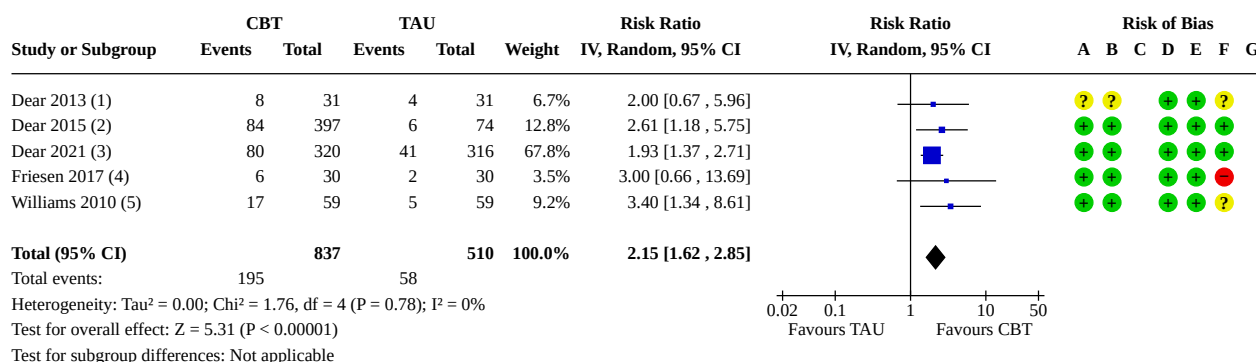 CBT TAU Risk Ratio Risk Ratio Risk of Bias
Study or Subgroup Events Total Events Total Weight IV, Random, 95% CI IV, Random, 95% CI A B C D E F G
Dear 2013 (1) 8 31 4 31 6.7% 2.00 [0.67 , 5.96] ? ? + + ?
Dear 2015 (2) 84 397 6 74 12.8% 2.61 [1.18 , 5.75] + + + + +
Dear 2021 (3) 80 320 41 316 67.8% 1.93 [1.37 , 2.71] + + + + +
Friesen 2017 (4) 6 30 2 30 3.5% 3.00 [0.66 , 13.69] + + + + −
Williams 2010 (5) 17 59 5 59 9.2% 3.40 [1.34 , 8.61] + + + + ?
Total (95% CI) 837 510 100.0% 2.15 [1.62 , 2.85]
Total events: 195 58
Heterogeneity: Tau² = 0.00; Chi² = 1.76, df = 4 (P = 0.78); I² = 0%
0.02 0.1 1 10 50
Test for overall effect: Z = 5.31 (P < 0.00001)
Favours TAU Favours CBT
Test for subgroup differences: Not applicable